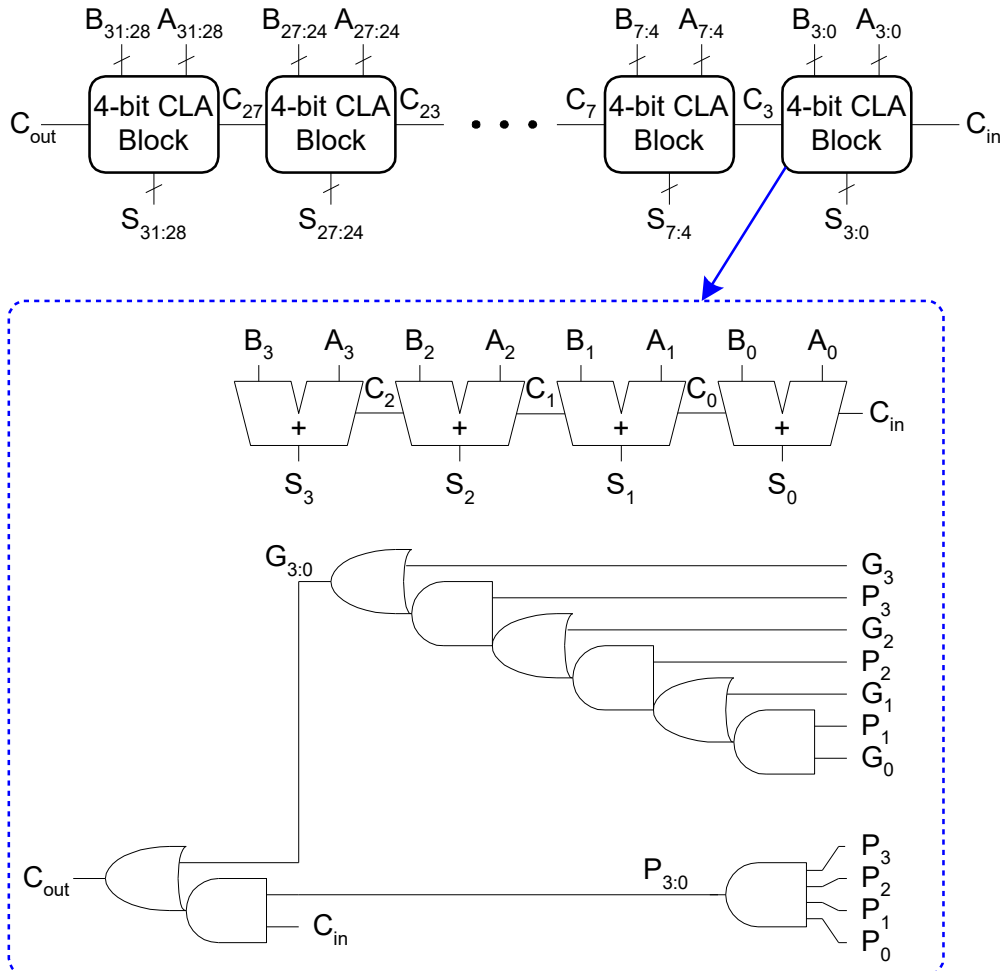 B31:28 A31:28 B27:24 A27:24 B7:4 A7:4 B3:0 A3:0
4-bit CLA
Block
C27
4-bit CLA
Block
C23
C7
4-bit CLA
Block
C3
4-bit CLA
Block
Cout
Cin
S31:28 S27:24 S7:4 S3:0
B3 A3 B2 A2 B1 A1 B0 A0
C2 C1 C0 Cin
+ + + +
S3 S2 S1 S0
G3:0
G3
P3
G2
P2
G1
P1
G0
Cout
Cin
P3:0
P3
P2
P1
P0